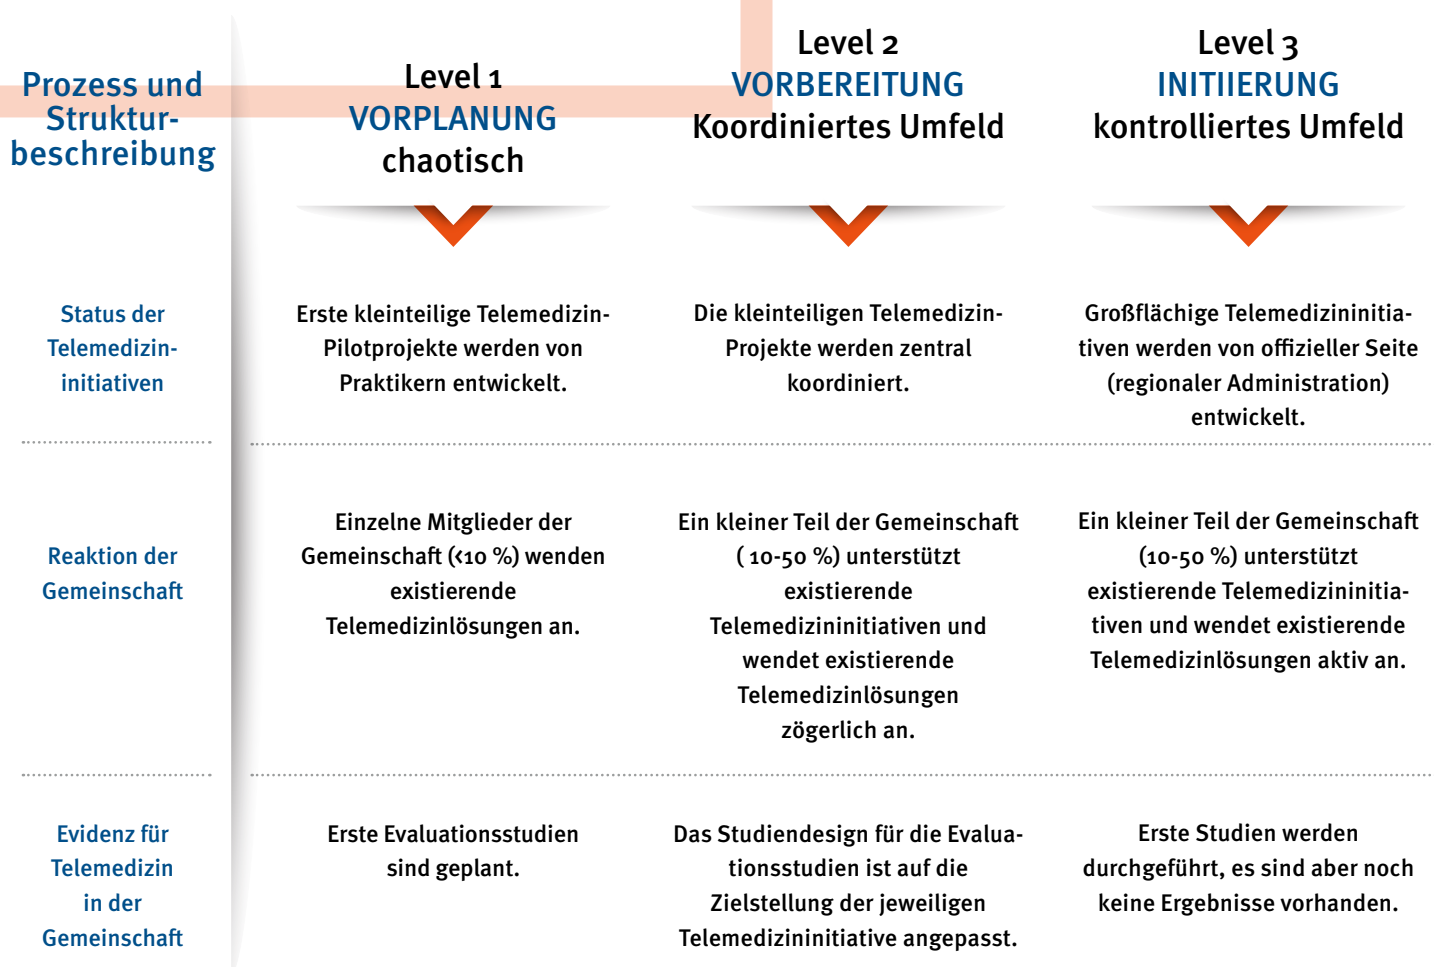 Prozess und
Struktur-
beschreibung
Level 1
VORPLANUNG
chaotisch
Level 2
VORBEREITUNG
Koordiniertes Umfeld
Level 3
INITIIERUNG
kontrolliertes Umfeld
Status der
Telemedizin-
initiativen
Erste kleinteilige Telemedizin-
Pilotprojekte werden von
Praktikern entwickelt.
Die kleinteiligen Telemedizin-
Projekte werden zentral
koordiniert.
Großflächige Telemedizininitia-
tiven werden von offizieller Seite
(regionaler Administration)
entwickelt.
Reaktion der
Gemeinschaft
Einzelne Mitglieder der
Gemeinschaft (<10 %) wenden
existierende
Telemedizinlösungen an.
Ein kleiner Teil der Gemeinschaft
( 10-50 %) unterstützt
existierende
Telemedizininitiativen und
wendet existierende
Telemedizinlösungen
zögerlich an.
Ein kleiner Teil der Gemeinschaft
(10-50 %) unterstützt
existierende Telemedizininitia-
tiven und wendet existierende
Telemedizinlösungen aktiv an.
Evidenz für
Telemedizin
in der
Gemeinschaft
Erste Evaluationsstudien
sind geplant.
Das Studiendesign für die Evalua-
tionsstudien ist auf die
Zielstellung der jeweiligen
Telemedizininitiative angepasst.
Erste Studien werden
durchgeführt, es sind aber noch
keine Ergebnisse vorhanden.